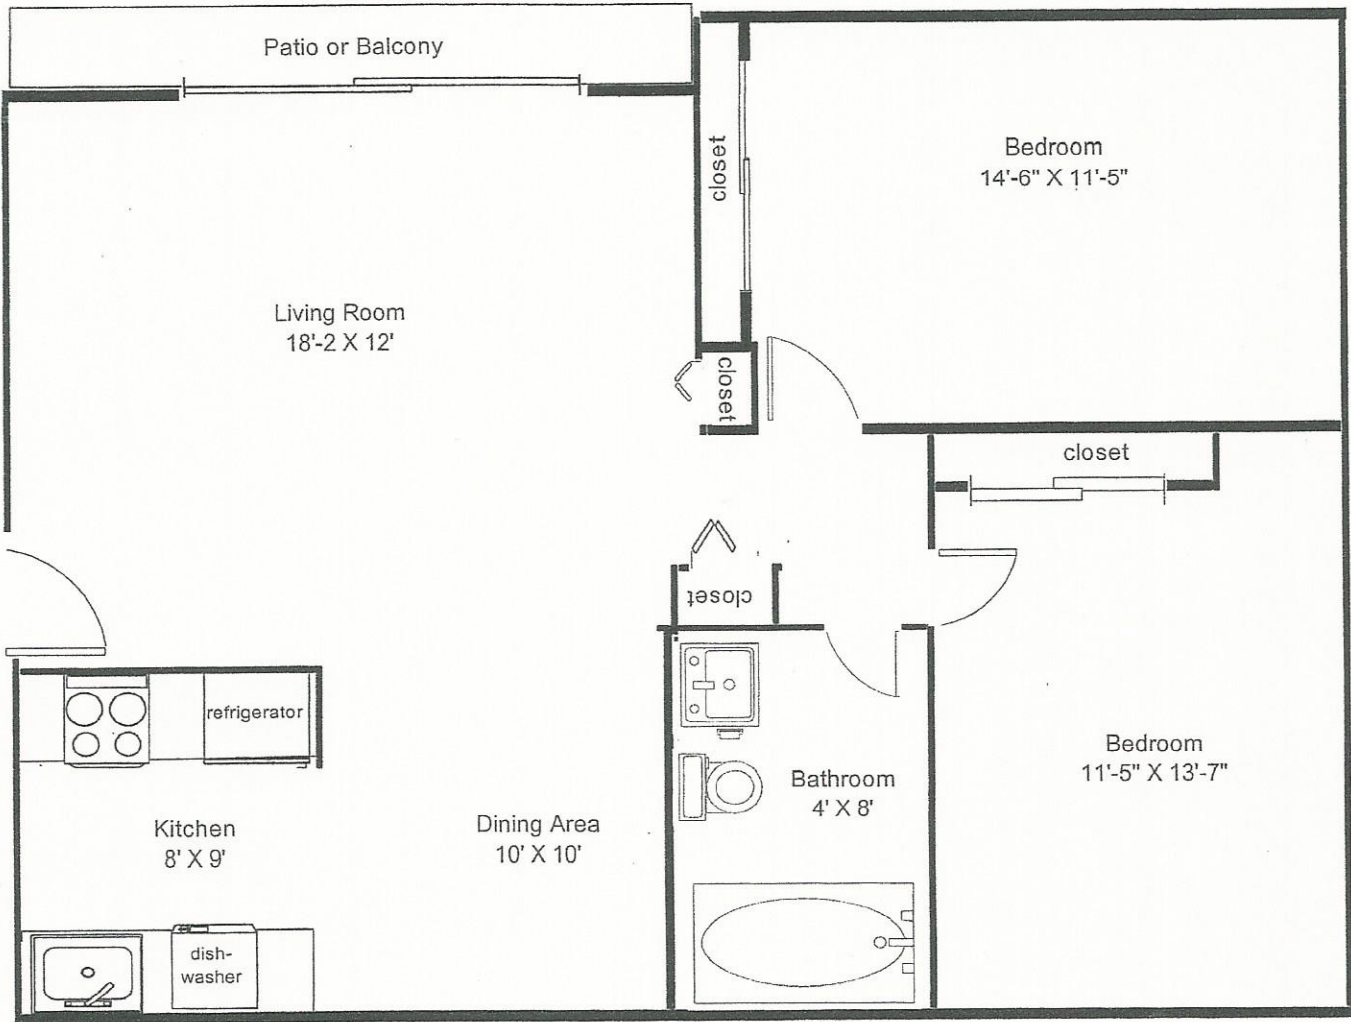 Patio or Balcony
closet
Bedroom
14'-6" X 11'-5"
Living Room
18'-2 X 12'
closet
closet
closet
refrigerator
Bedroom
11'-5" X 13'-7"
Bathroom
4' X 8'
Kitchen
8' X 9'
Dining Area
10' X 10'
dish-
washer